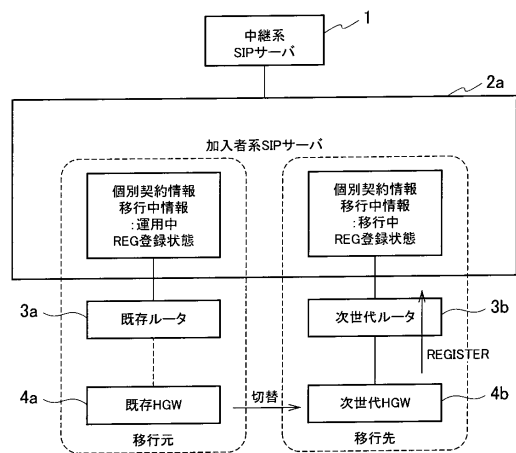 1
中継系
SIPサーバ
2a
加入者系SIPサーバ
個別契約情報
移行中情報
:運用中
REG登録状態
個別契約情報
移行中情報
:移行中
REG登録状態
3a
既存ルータ
次世代ルータ
3b
REGISTER
4a
既存HGW
切替
次世代HGW
4b
移行元
移行先